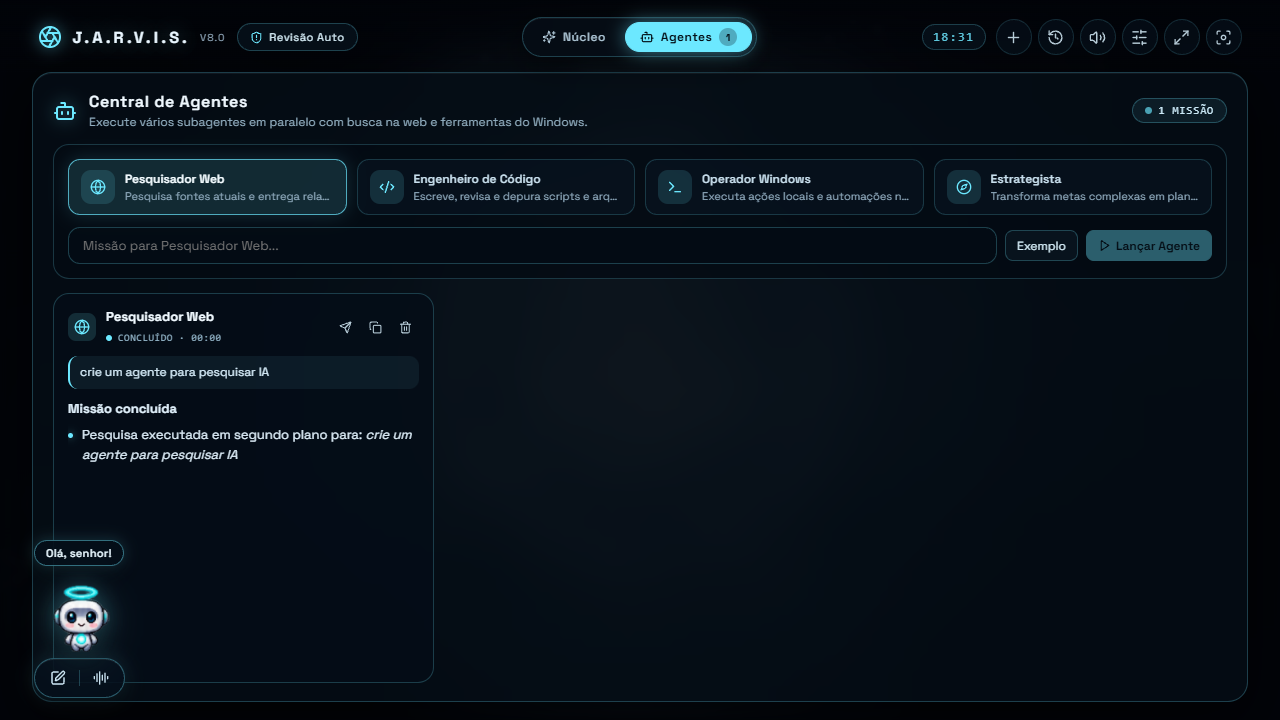 J.A.R.V.I.S. V8.0 Revisão Auto Núcleo Agentes 1 18:31
Central de Agentes
Execute vários subagentes em paralelo com busca na web e ferramentas do Windows.
1 MISSÃO
Pesquisador Web
Pesquisa fontes atuais e entrega rela...
Engenheiro de Código
Escreve, revisa e depura scripts e arq...
Operador Windows
Executa ações locais e automações n...
Estrategista
Transforma metas complexas em plan...
Missão para Pesquisador Web...
Exemplo
Lançar Agente
Pesquisador Web
CONCLUÍDO · 00:00
crie um agente para pesquisar IA
Missão concluída
Pesquisa executada em segundo plano para: crie um
agente para pesquisar IA
Olá, senhor!